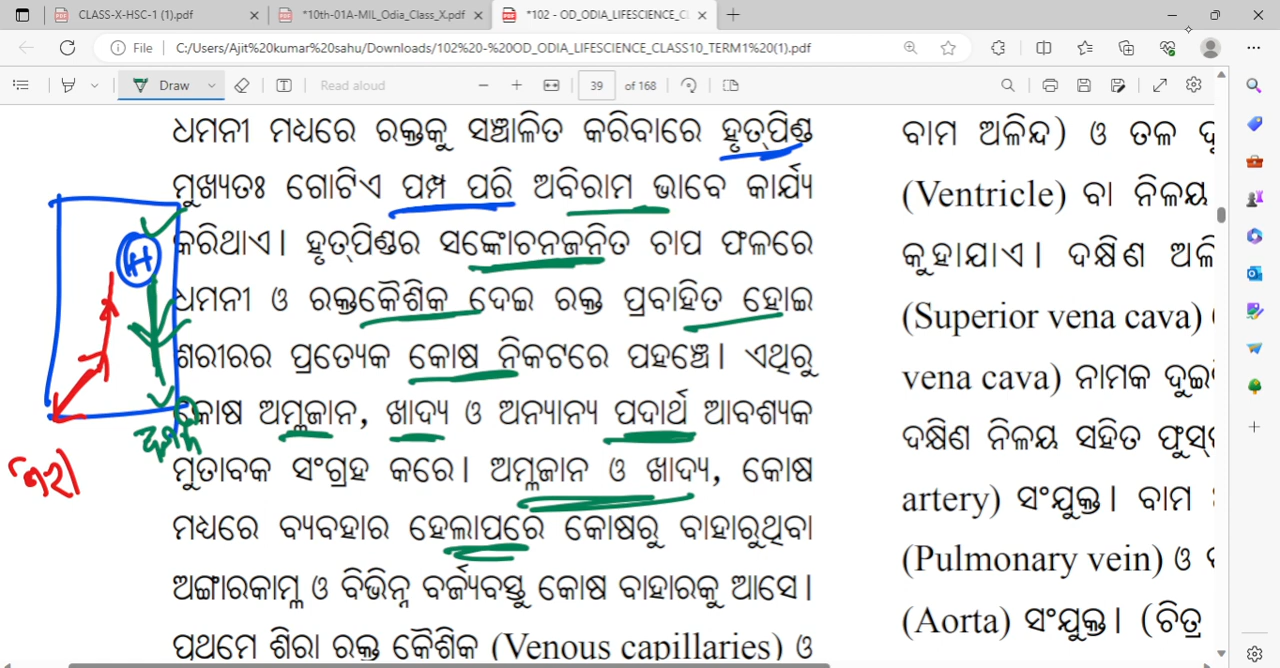 CLASS-X-HSC-1 (1).pdf
*10th-01A-MIL_Odia_Class_X.pdf
*102 - OD_ODIA_LIFESCIENCE_CL
File C:/Users/Ajit%20kumar%20sahu/Downloads/102%20-%20OD_ODIA_LIFESCIENCE_CLASS10_TERM1%20(1).pdf
Draw
Read aloud
39 of 168
ଧମନୀ ମଧ୍ୟରେ ରକ୍ତକୁ ସଞ୍ଚାଳିତ କରିବାରେ ହୃତ୍‌ପିଣ୍ଡ
ମୁଖ୍ୟତଃ ଗୋଟିଏ ପମ୍ପ ପରି ଅବିରାମ ଭାବେ କାର୍ଯ୍ୟ
କରିଥାଏ। ହୃତ୍‌ପିଣ୍ଡର ସଙ୍କୋଚନଜନିତ ଚାପ ଫଳରେ
ଧମନୀ ଓ ରକ୍ତକୈଶିକ ଦେଇ ରକ୍ତ ପ୍ରବାହିତ ହୋଇ
ଶରୀରର ପ୍ରତ୍ୟେକ କୋଷ ନିକଟରେ ପହଞ୍ଚେ। ଏଥିରୁ
କୋଷ ଅମ୍ଳଜାନ, ଖାଦ୍ୟ ଓ ଅନ୍ୟାନ୍ୟ ପଦାର୍ଥ ଆବଶ୍ୟକ
ମୁତାବକ ସଂଗ୍ରହ କରେ। ଅମ୍ଳଜାନ ଓ ଖାଦ୍ୟ, କୋଷ
ମଧ୍ୟରେ ବ୍ୟବହାର ହେଲାପରେ କୋଷରୁ ବାହାରୁଥିବା
ଅଙ୍ଗାରକାମ୍ଳ ଓ ବିଭିନ୍ନ ବର୍ଜ୍ୟବସ୍ତୁ କୋଷ ବାହାରକୁ ଆସେ।
ପ୍ରଥମେ ଶିରା ରକ୍ତ କୈଶିକ (Venous capillaries) ଓ
H
ଶିରା
ବାମ ଅଳିନ୍ଦ) ଓ ତଳ
(Ventricle) ବା ନିଳୟ
କୁହାଯାଏ। ଦକ୍ଷିଣ
(Superior vena cava)
vena cava) ନାମକ
ଦକ୍ଷିଣ ନିଳୟ ସହିତ
artery) ସଂଯୁକ୍ତ। ବାମ
(Pulmonary vein) ଓ
(Aorta) ସଂଯୁକ୍ତ। (ଚିତ୍ର